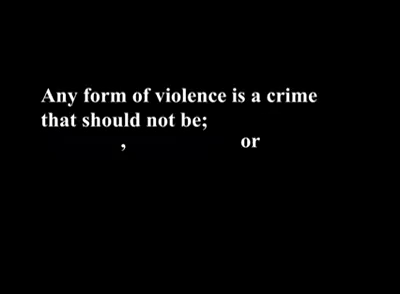 Any form of violence is a crime
that should not be;
, or